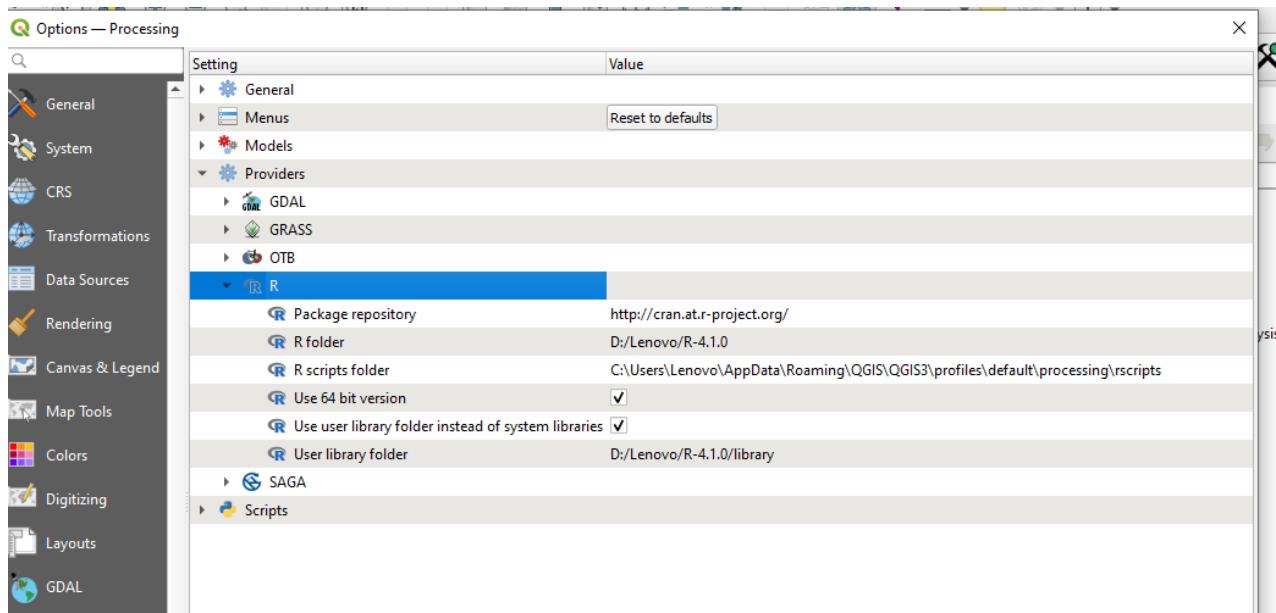 Options — Processing
Setting Value
General
Menus Reset to defaults
Models
Providers
GDAL
GRASS
OTB
R
Package repository http://cran.at.r-project.org/
R folder D:/Lenovo/R-4.1.0
R scripts folder C:\Users\Lenovo\AppData\Roaming\QGIS\QGIS3\profiles\default\processing\rscripts
Use 64 bit version
Use user library folder instead of system libraries
User library folder D:/Lenovo/R-4.1.0/library
SAGA
Scripts
General
System
CRS
Transformations
Data Sources
Rendering
Canvas & Legend
Map Tools
Colors
Digitizing
Layouts
GDAL